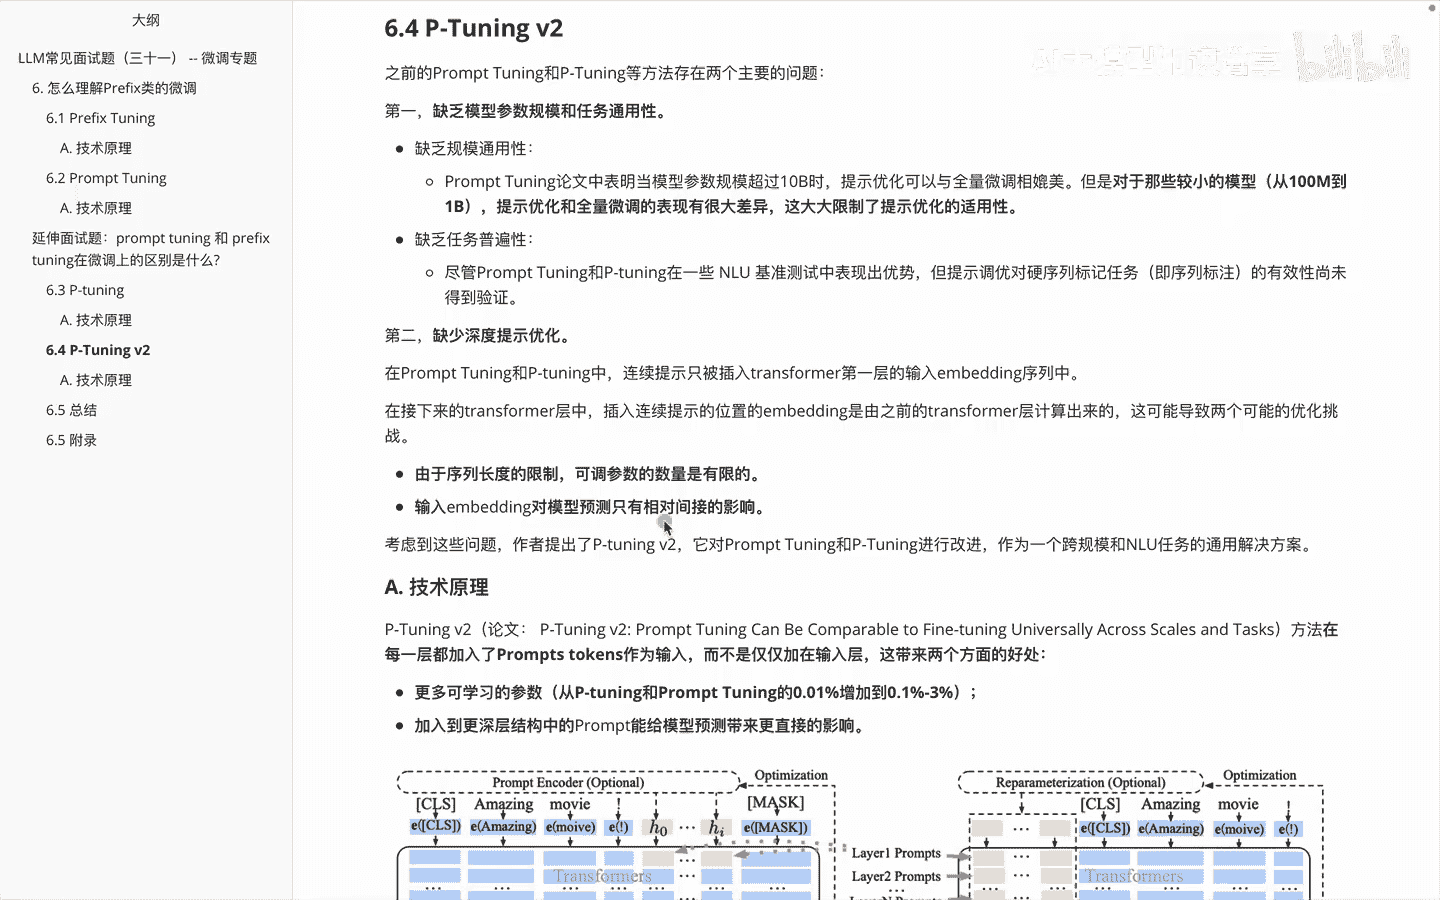 大纲
LLM常见面试题（三十一） -- 微调专题
6. 怎么理解Prefix类的微调
6.1 Prefix Tuning
A. 技术原理
6.2 Prompt Tuning
A. 技术原理
延伸面试题：prompt tuning 和 prefix
tuning在微调上的区别是什么?
6.3 P-tuning
A. 技术原理
6.4 P-Tuning v2
A. 技术原理
6.5 总结
6.5 附录
6.4 P-Tuning v2
之前的Prompt Tuning和P-Tuning等方法存在两个主要的问题：
第一，缺乏模型参数规模和任务通用性。
缺乏规模通用性：
Prompt Tuning论文中表明当模型参数规模超过10B时，提示优化可以与全量微调相媲美。但是对于那些较小的模型（从100M到
1B），提示优化和全量微调的表现有很大差异，这大大限制了提示优化的适用性。
缺乏任务普遍性：
尽管Prompt Tuning和P-tuning在一些 NLU 基准测试中表现出优势，但提示调优对硬序列标记任务（即序列标注）的有效性尚未
得到验证。
第二，缺少深度提示优化。
在Prompt Tuning和P-tuning中，连续提示只被插入transformer第一层的输入embedding序列中。
在接下来的transformer层中，插入连续提示的位置的embedding是由之前的transformer层计算出来的，这可能导致两个可能的优化挑
战。
由于序列长度的限制，可调参数的数量是有限的。
输入embedding对模型预测只有相对间接的影响。
考虑到这些问题，作者提出了P-tuning v2，它对Prompt Tuning和P-Tuning进行改进，作为一个跨规模和NLU任务的通用解决方案。
A. 技术原理
P-Tuning v2（论文： P-Tuning v2: Prompt Tuning Can Be Comparable to Fine-tuning Universally Across Scales and Tasks）方法在
每一层都加入了Prompts tokens作为输入，而不是仅仅加在输入层，这带来两个方面的好处：
更多可学习的参数（从P-tuning和Prompt Tuning的0.01%增加到0.1%-3%）；
加入到更深层结构中的Prompt能给模型预测带来更直接的影响。
Prompt Encoder (Optional) Optimization
[CLS] Amazing movie ! [MASK]
e([CLS]) e(Amazing) e(moive) e(!) h0 ··· hi e([MASK])
Transformers
Layer1 Prompts
Layer2 Prompts
Reparameterization (Optional) Optimization
[CLS] Amazing movie !
··· e([CLS]) e(Amazing) e(moive) e(!)
Transformers
bilibili